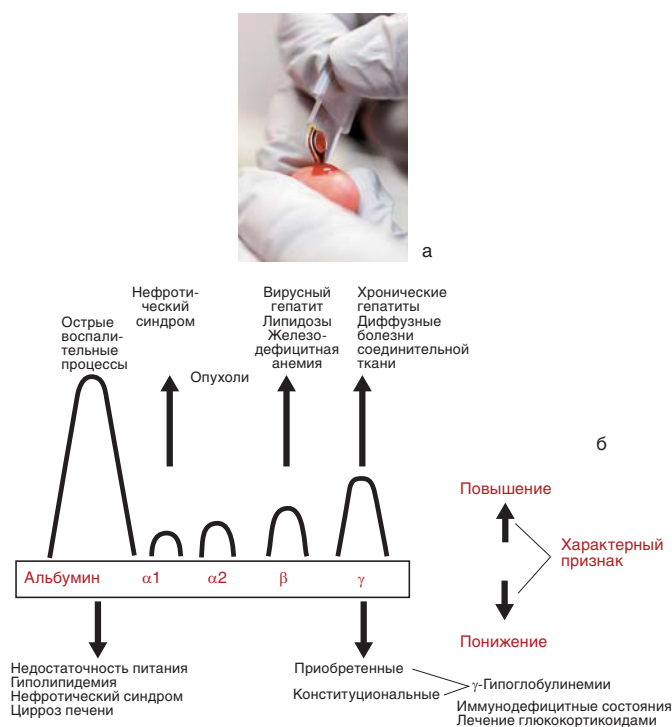 а
Острые
воспали-
тельные
процессы
Нефроти-
ческий
синдром
Опухоли
Вирусный
гепатит
Липидозы
Железо-
дефицитная
анемия
Хронические
гепатиты
Диффузные
болезни
соединительной
ткани
б
Повышение
Характерный
признак
Понижение
Альбумин α1 α2 β γ
Недостаточность питания
Гиполипидемия
Нефротический синдром
Цирроз печени
Приобретенные
Конституциональные
γ-Гипоглобулинемии
Иммунодефицитные состояния
Лечение глюкокортикоидами